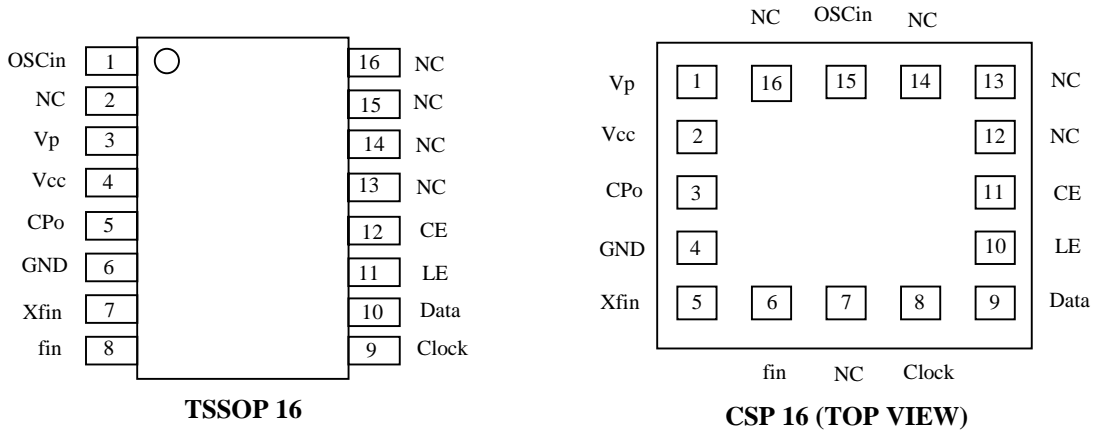 OSCin 1 16 NC
NC 2 15 NC
Vp 3 14 NC
Vcc 4 13 NC
CPo 5 12 CE
GND 6 11 LE
Xfin 7 10 Data
fin 8 9 Clock
TSSOP 16
NC OSCin NC
Vp 1 16 15 14 13 NC
Vcc 2 12 NC
CPo 3 11 CE
GND 4 10 LE
Xfin 5 6 7 8 9 Data
fin NC Clock
CSP 16 (TOP VIEW)